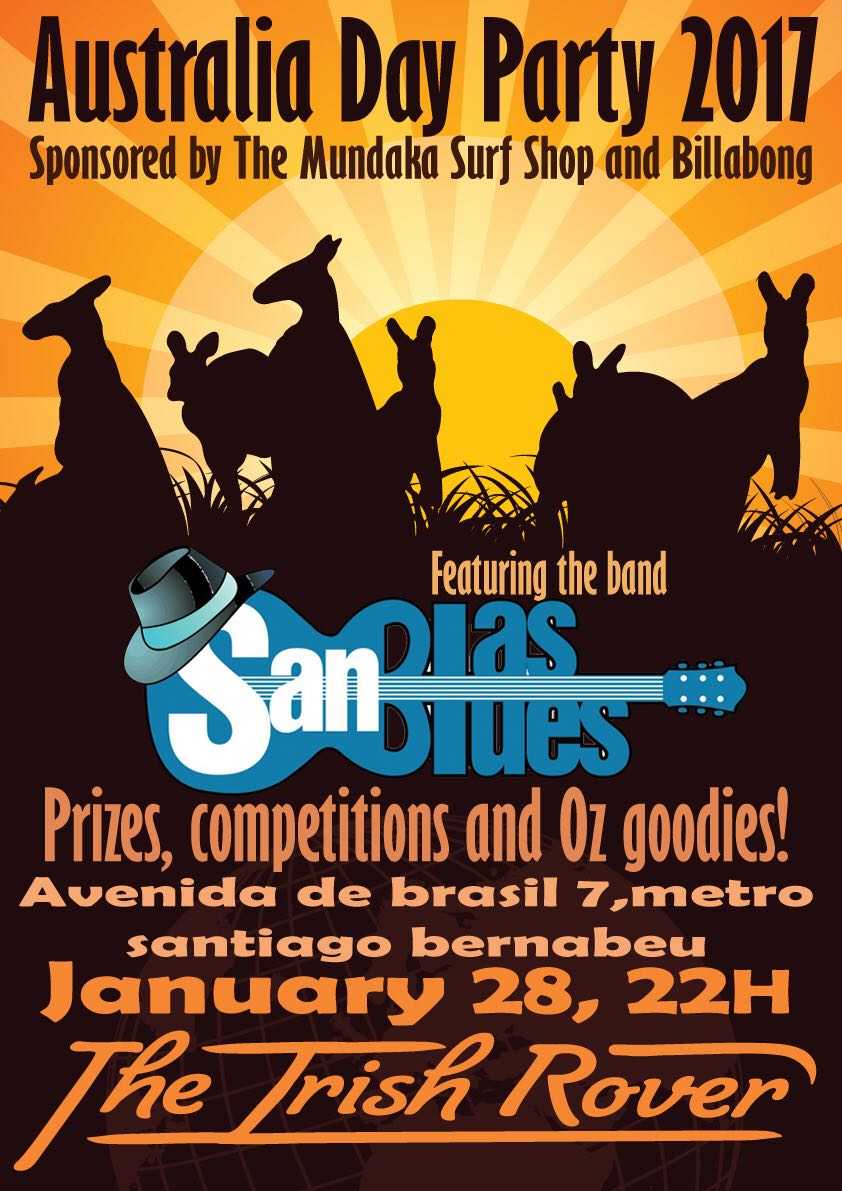 Australia Day Party 2017
Sponsored by The Mundaka Surf Shop and Billabong
Featuring the band
San Blas Blues
Prizes, competitions and Oz goodies!
Avenida de brasil 7,metro
santiago bernabeu
January 28, 22H
The Irish Rover